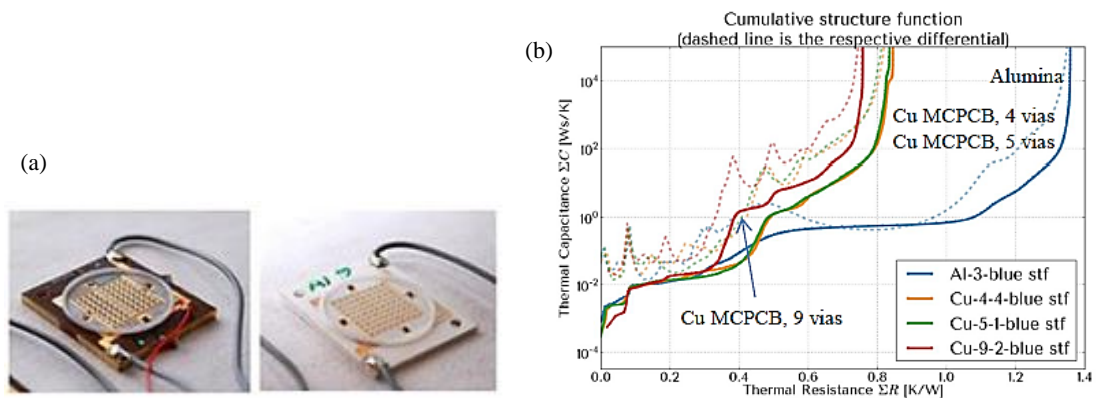 (a)
(b)
Cumulative structure function
(dashed line is the respective differential)
Thermal Capacitance ΣC [Ws/K]
10⁴
10²
10⁰
10⁻²
10⁻⁴
Alumina
Cu MCPCB, 4 vias
Cu MCPCB, 5 vias
Cu MCPCB, 9 vias
Al-3-blue stf
Cu-4-4-blue stf
Cu-5-1-blue stf
Cu-9-2-blue stf
0.0 0.2 0.4 0.6 0.8 1.0 1.2 1.4
Thermal Resistance ΣR [K/W]